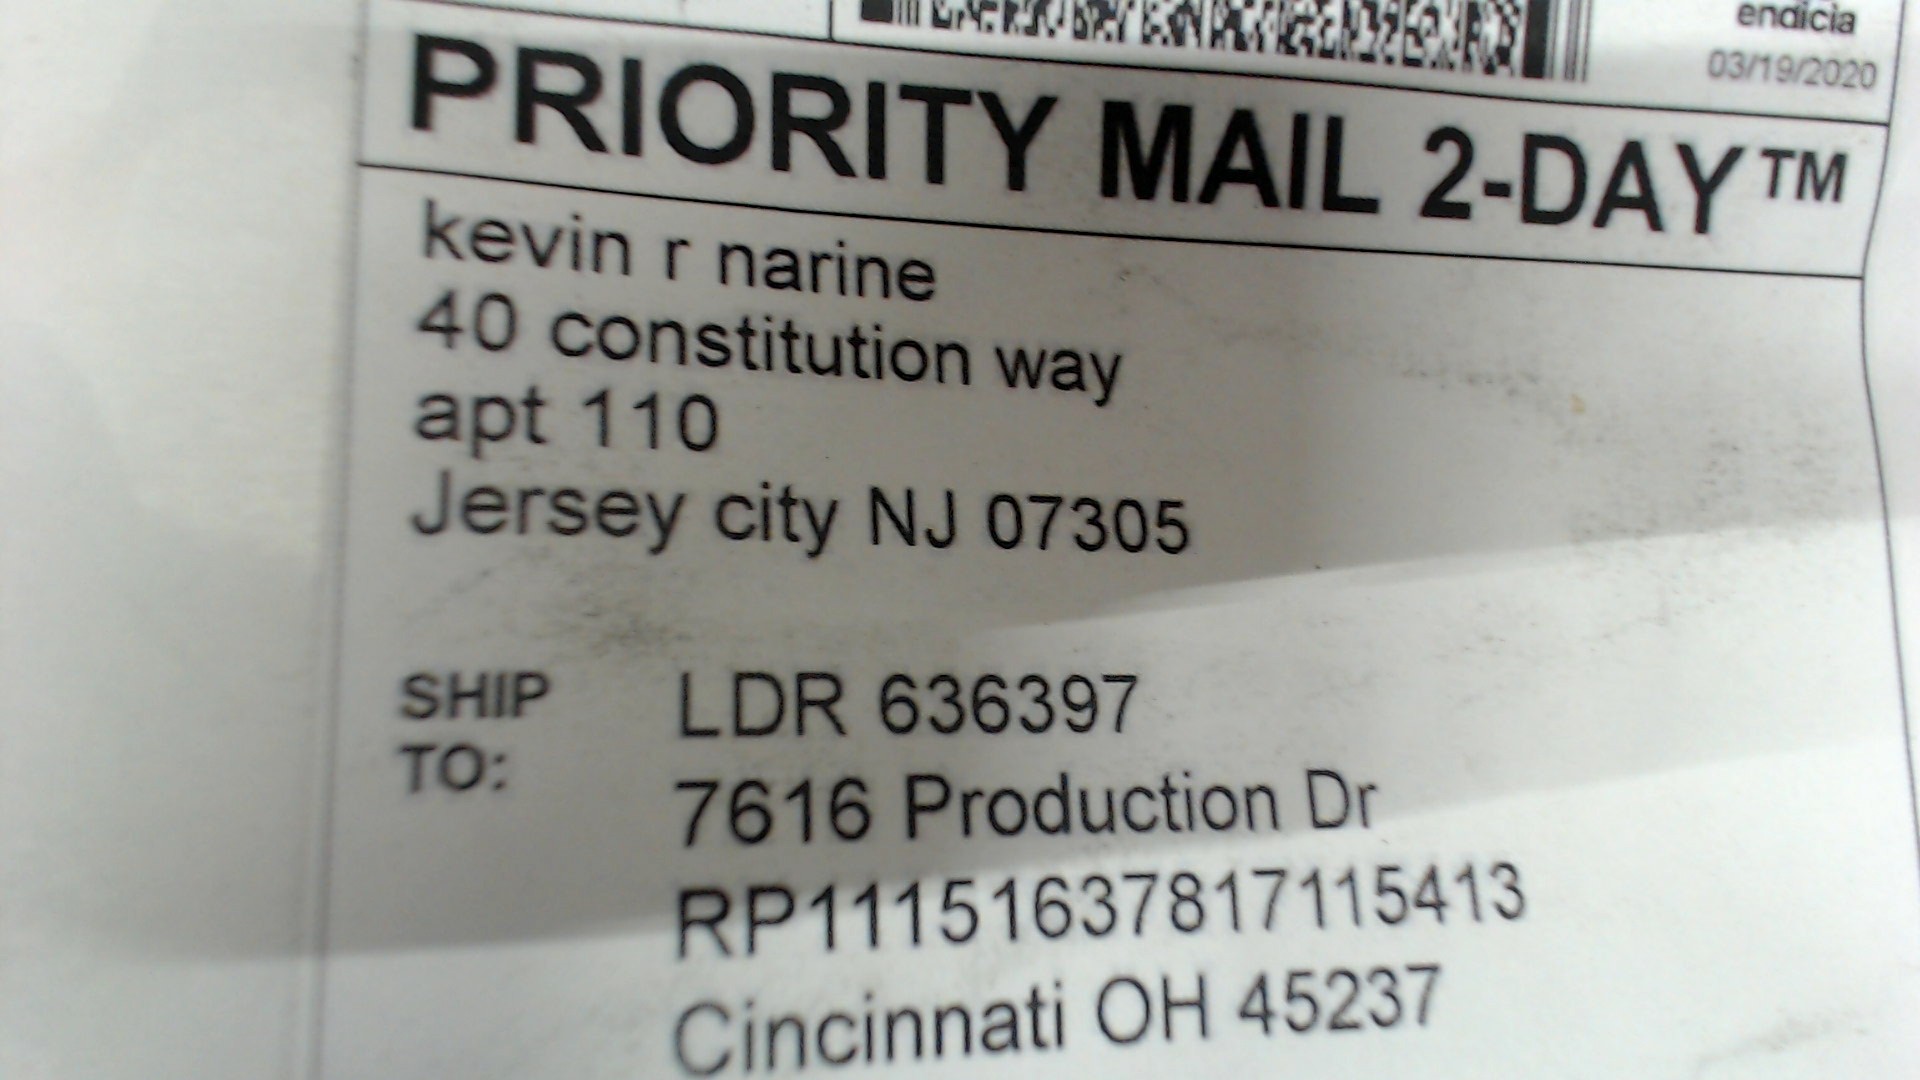 endicia
03/19/2020
PRIORITY MAIL 2-DAY™
kevin r narine
40 constitution way
apt 110
Jersey city NJ 07305
SHIP
TO:
LDR 636397
7616 Production Dr
RP11151637817115413
Cincinnati OH 45237